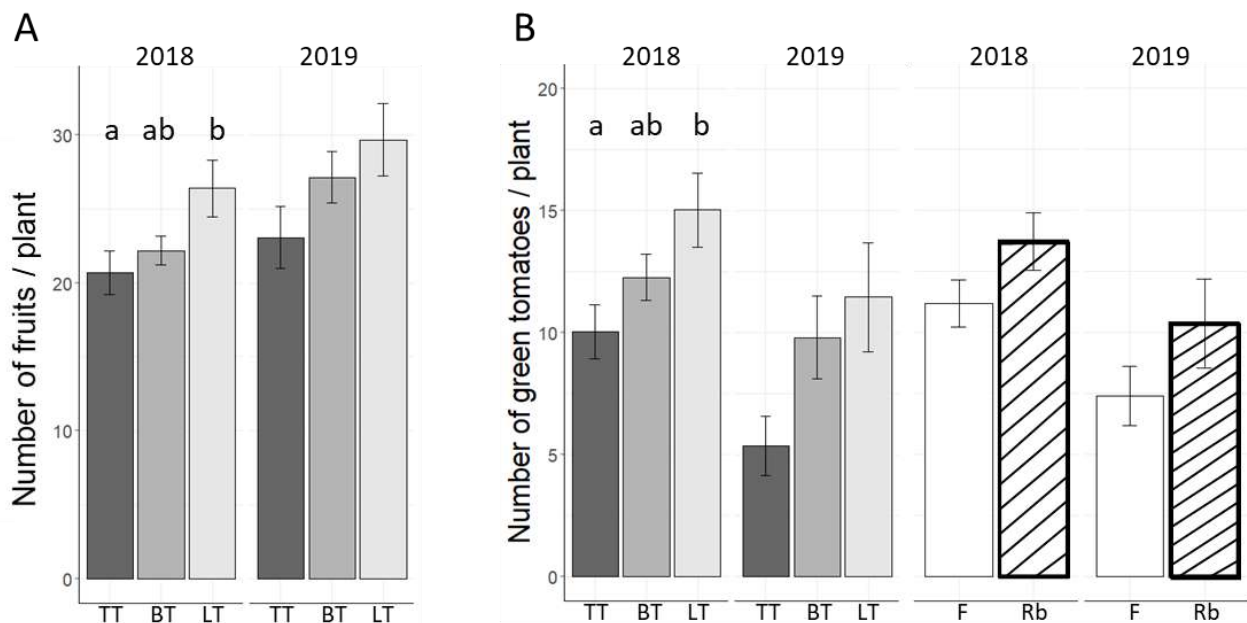 A
2018 2019
Number of fruits / plant
30
20
10
0
a ab b
TT BT LT TT BT LT
B
2018 2019 2018 2019
Number of green tomatoes / plant
20
15
10
5
0
a ab b
TT BT LT TT BT LT F Rb F Rb